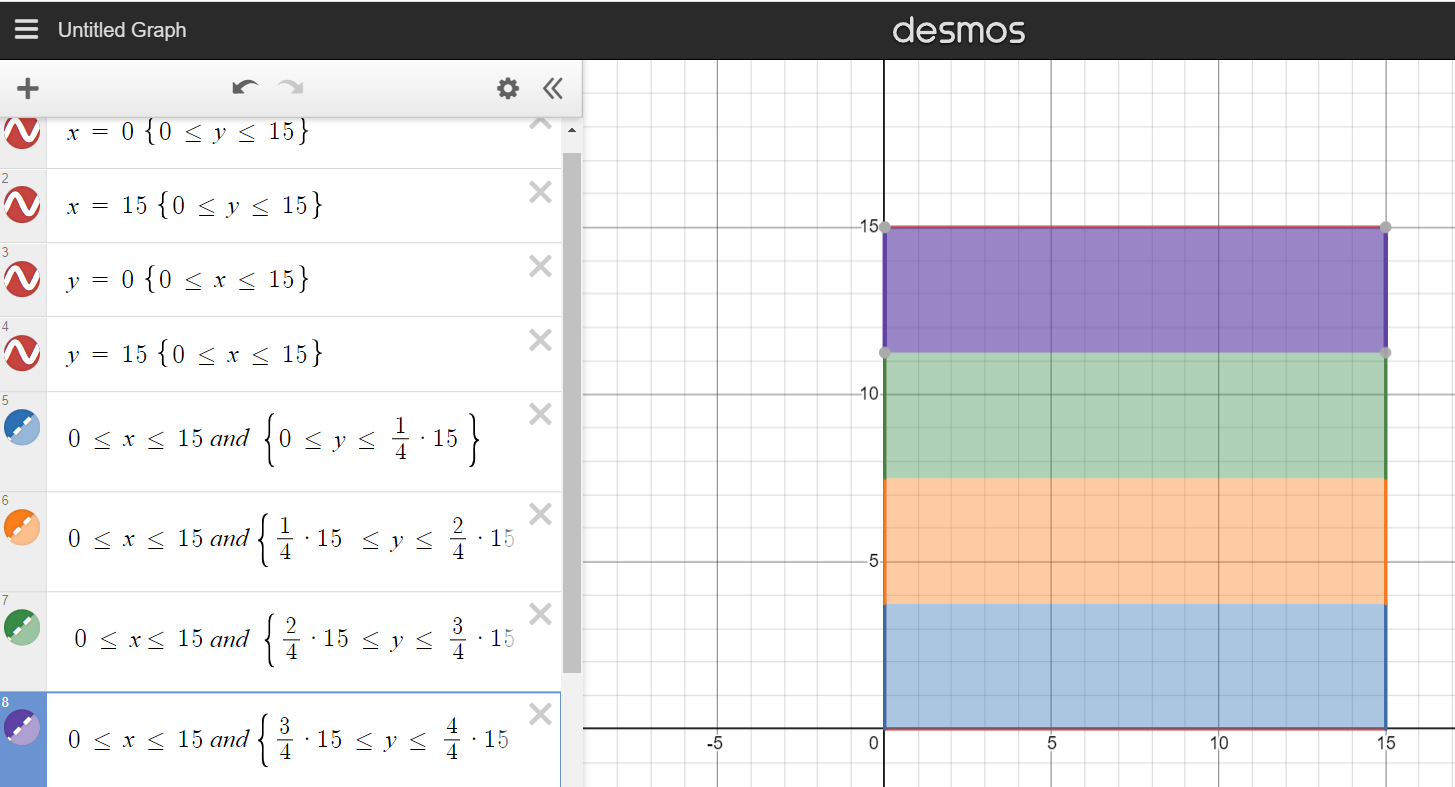 Untitled Graph
desmos
x = 0 {0 ≤ y ≤ 15}
2
x = 15 {0 ≤ y ≤ 15}
3
y = 0 {0 ≤ x ≤ 15}
4
y = 15 {0 ≤ x ≤ 15}
5
0 ≤ x ≤ 15 and {0 ≤ y ≤ 1/4 · 15}
6
0 ≤ x ≤ 15 and {1/4 · 15 ≤ y ≤ 2/4 · 15
7
0 ≤ x ≤ 15 and {2/4 · 15 ≤ y ≤ 3/4 · 15
8
0 ≤ x ≤ 15 and {3/4 · 15 ≤ y ≤ 4/4 · 15
15
10
5
-5 0 5 10 15